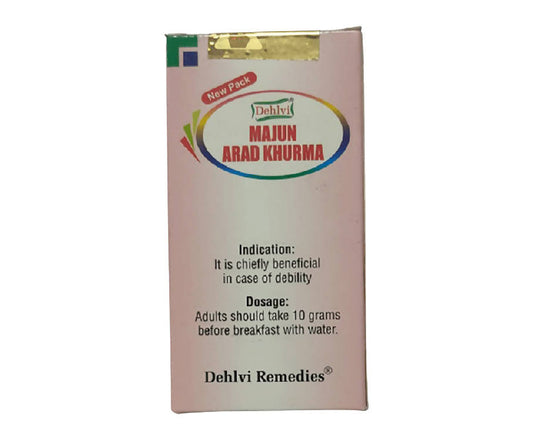 New Pack
Dehlvi®
MAJUN
ARAD KHURMA
Indication:
It is chiefly beneficial
in case of debility
Dosage:
Adults should take 10 grams
before breakfast with water.
Dehlvi Remedies®